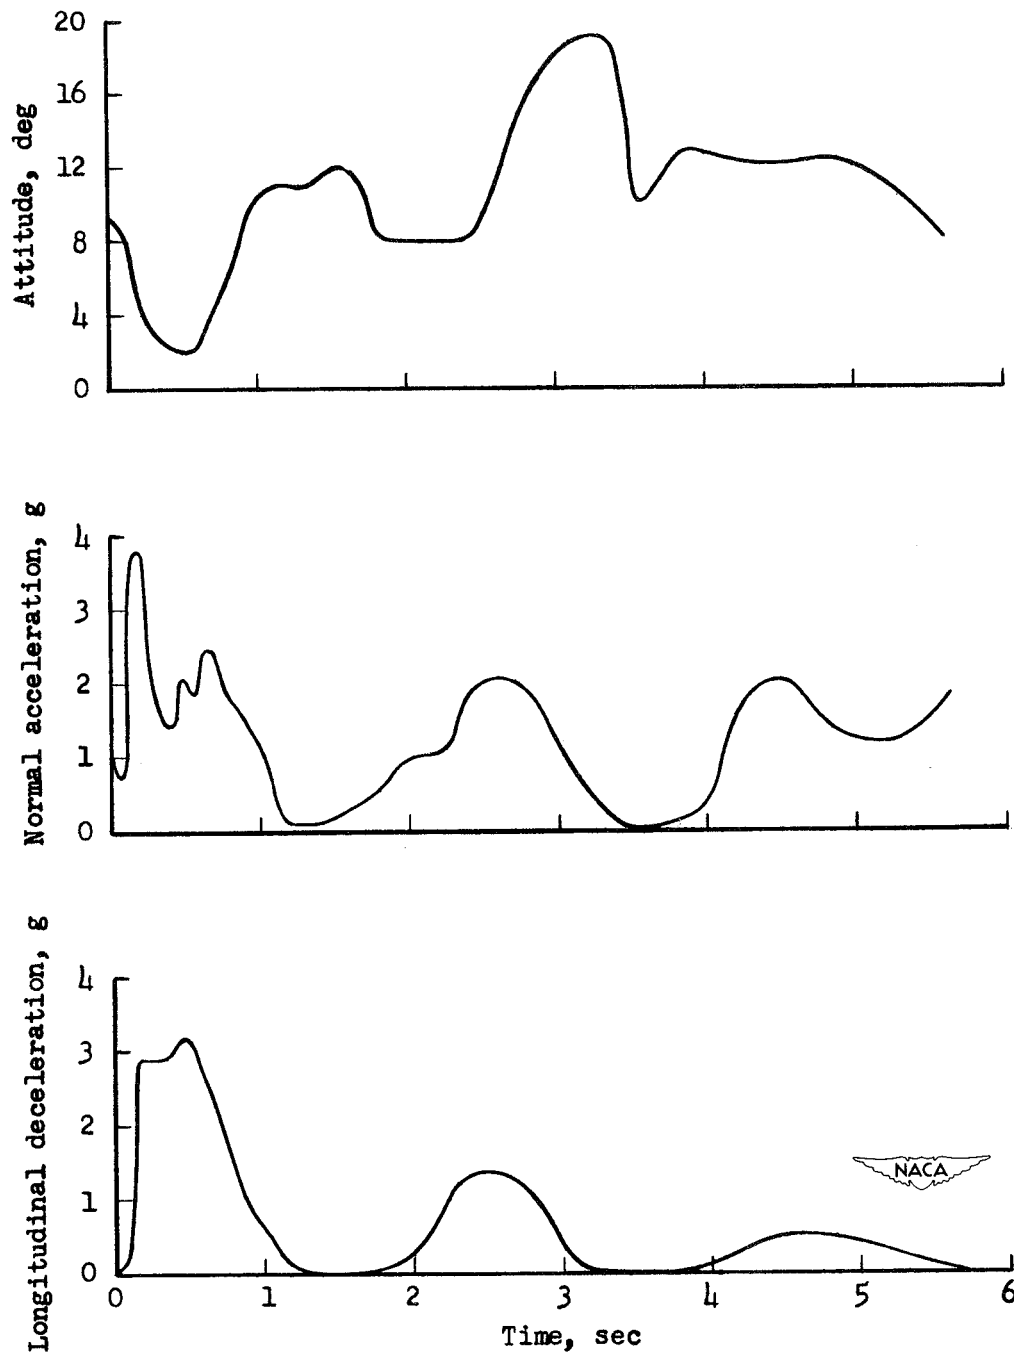 Attitude, deg
20
16
12
8
4
0
Normal acceleration, g
4
3
2
1
0
Longitudinal deceleration, g
4
3
2
1
0
NACA
0 1 2 3 4 5 6
Time, sec